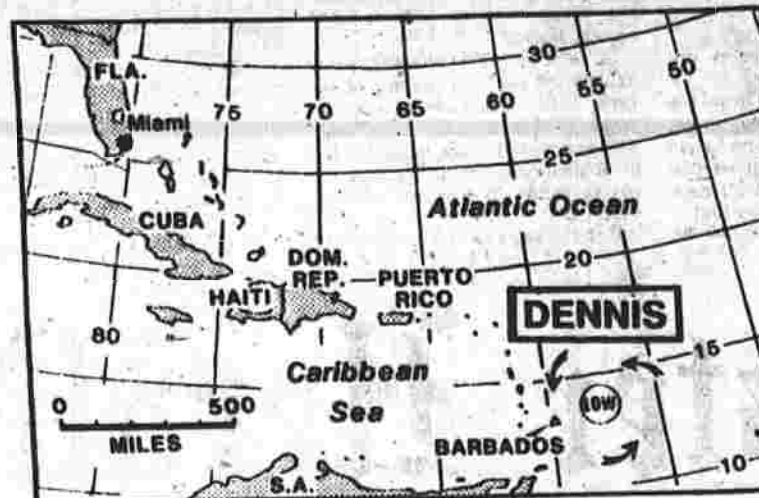 30
FLA.
Miami
75
70
65
60
55
50
25
Atlantic Ocean
CUBA
DOM.
REP.
PUERTO
RICO
20
HAITI
DENNIS
80
15
Caribbean
Sea
LOW
0 500
MILES
BARBADOS
10
S.A.